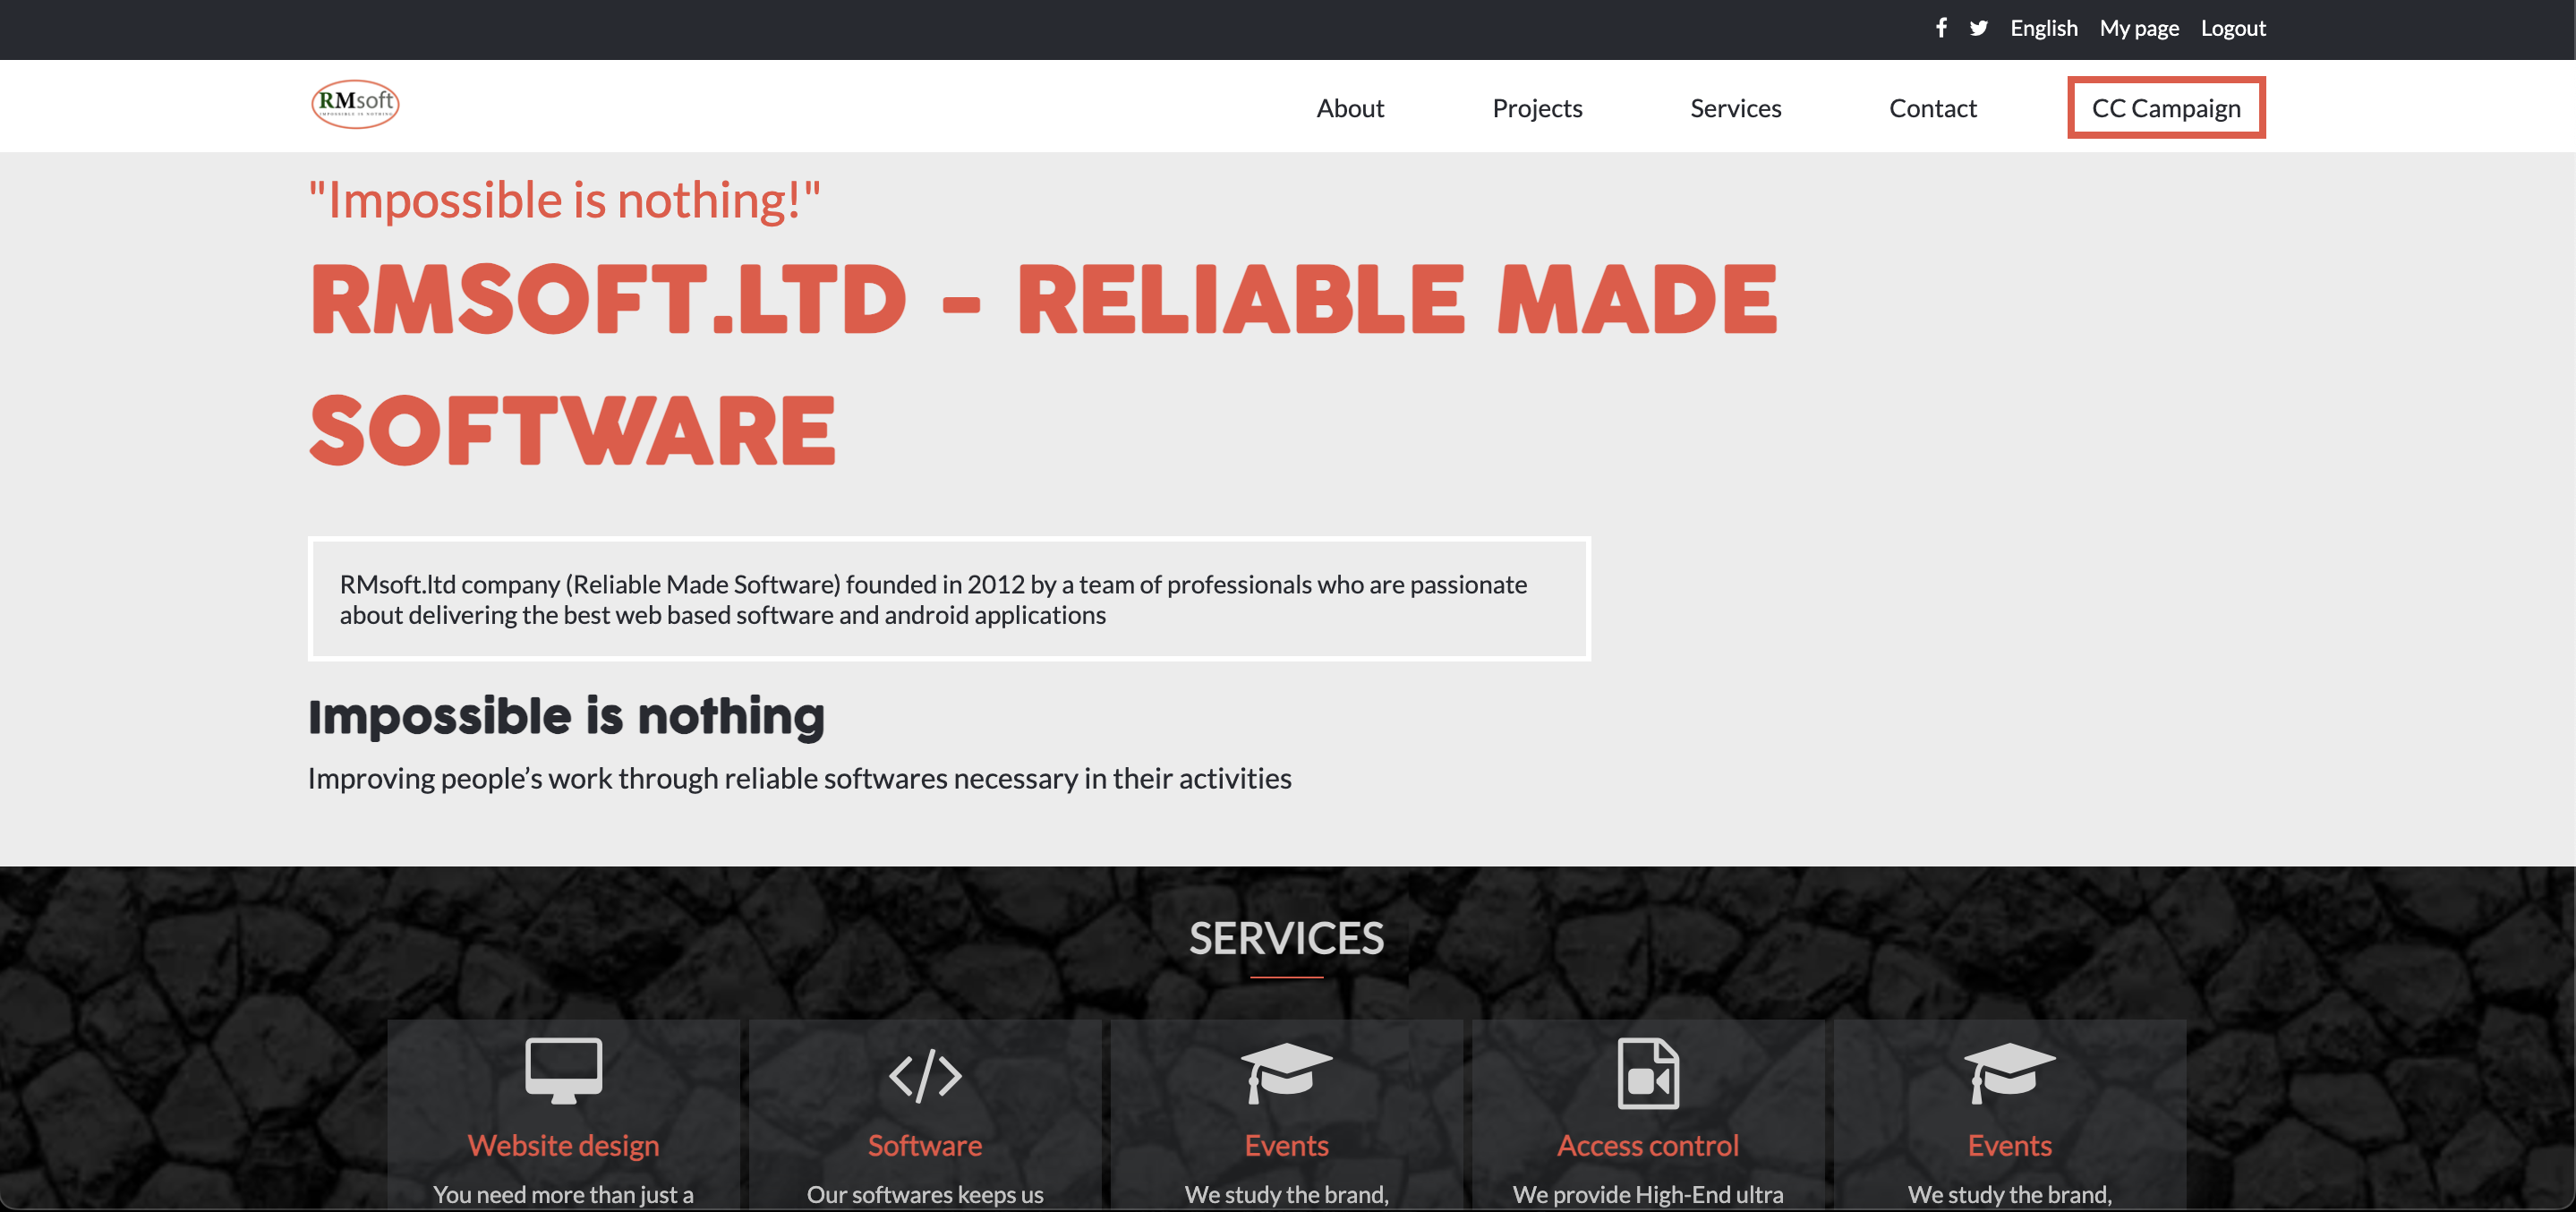 English My page Logout
RMsoft
IMPOSSIBLE IS NOTHING
About Projects Services Contact CC Campaign
"Impossible is nothing!"
RMSOFT.LTD - RELIABLE MADE
SOFTWARE
RMsoft.ltd company (Reliable Made Software) founded in 2012 by a team of professionals who are passionate
about delivering the best web based software and android applications
Impossible is nothing
Improving people’s work through reliable softwares necessary in their activities
SERVICES
Website design
You need more than just a
Software
Our softwares keeps us
Events
We study the brand,
Access control
We provide High-End ultra
Events
We study the brand,